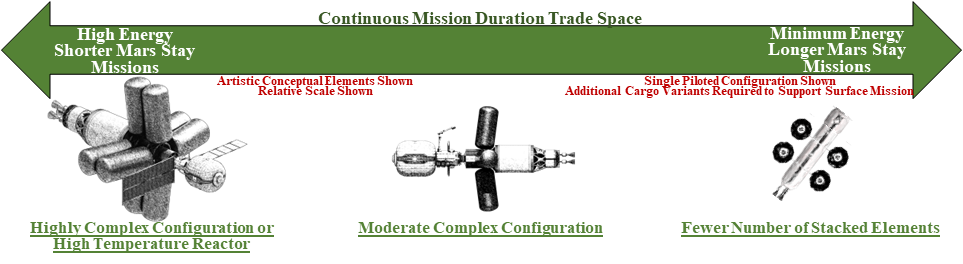 Continuous Mission Duration Trade Space
High Energy
Shorter Mars Stay
Missions
Minimum Energy
Longer Mars Stay
Missions
Artistic Conceptual Elements Shown
Relative Scale Shown
Single Piloted Configuration Shown
Additional Cargo Variants Required to Support Surface Mission
Highly Complex Configuration or
High Temperature Reactor
Moderate Complex Configuration
Fewer Number of Stacked Elements